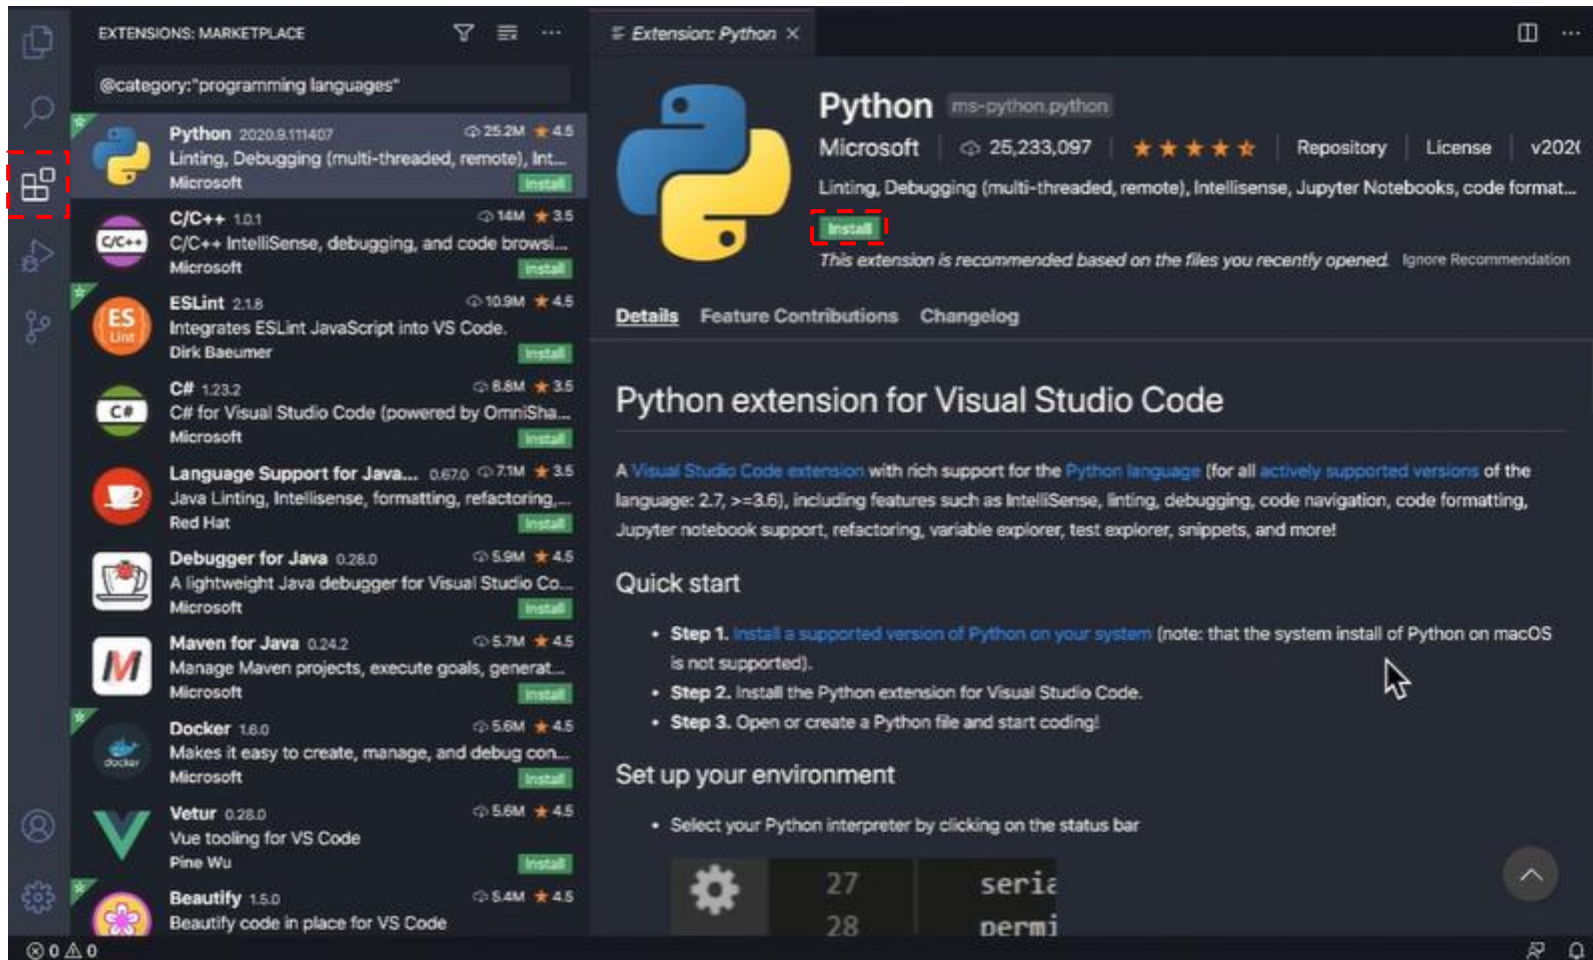 EXTENSIONS: MARKETPLACE
@category:"programming languages"
Python 2020.9.111407 25.2M 4.5
Linting, Debugging (multi-threaded, remote), Int...
Microsoft Install
C/C++
C/C++ 1.0.1 14M 3.5
C/C++ IntelliSense, debugging, and code browsi...
Microsoft Install
ES
Lint
ESLint 2.1.8 10.9M 4.5
Integrates ESLint JavaScript into VS Code.
Dirk Baeumer Install
C#
C# 1.23.2 8.8M 3.5
C# for Visual Studio Code (powered by OmniSha...
Microsoft Install
Language Support for Java... 0.67.0 7.1M 3.5
Java Linting, Intellisense, formatting, refactoring,...
Red Hat Install
Debugger for Java 0.28.0 5.9M 4.5
A lightweight Java debugger for Visual Studio Co...
Microsoft Install
M
Maven for Java 0.24.2 5.7M 4.5
Manage Maven projects, execute goals, generat...
Microsoft Install
docker
Docker 1.6.0 5.6M 4.5
Makes it easy to create, manage, and debug con...
Microsoft Install
Vetur 0.28.0 5.6M 4.5
Vue tooling for VS Code
Pine Wu Install
Beautify 1.5.0 5.4M 4.5
Beautify code in place for VS Code
0 0
Extension: Python
Python ms-python.python
Microsoft 25,233,097 Repository License v202
Linting, Debugging (multi-threaded, remote), Intellisense, Jupyter Notebooks, code format...
Install
This extension is recommended based on the files you recently opened. Ignore Recommendation
Details Feature Contributions Changelog
Python extension for Visual Studio Code
A Visual Studio Code extension with rich support for the Python language (for all actively supported versions of the
language: 2.7, >=3.6), including features such as IntelliSense, linting, debugging, code navigation, code formatting,
Jupyter notebook support, refactoring, variable explorer, test explorer, snippets, and more!
Quick start
• Step 1. Install a supported version of Python on your system (note: that the system install of Python on macOS
is not supported).
• Step 2. Install the Python extension for Visual Studio Code.
• Step 3. Open or create a Python file and start coding!
Set up your environment
• Select your Python interpreter by clicking on the status bar
27 seria
28 permi